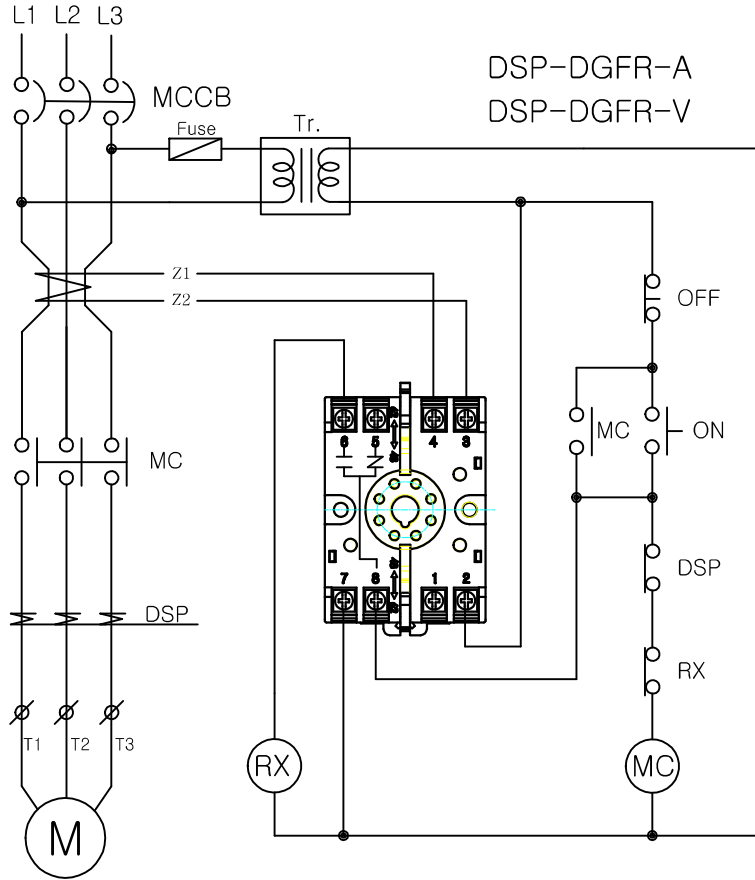 L1 L2 L3
DSP-DGFR-A
DSP-DGFR-V
MCCB
Fuse
Tr.
Z1
Z2
OFF
6 5 4 3
MC
ON
MC
7 8 1 2
DSP
DSP
RX
T1 T2 T3
RX
MC
M